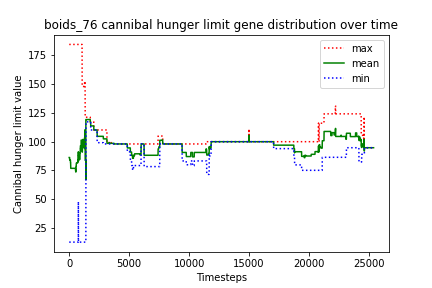 boids_76 cannibal hunger limit gene distribution over time
max
mean
min
Cannibal hunger limit value
175
150
125
100
75
50
25
0
5000
10000
15000
20000
25000
Timesteps